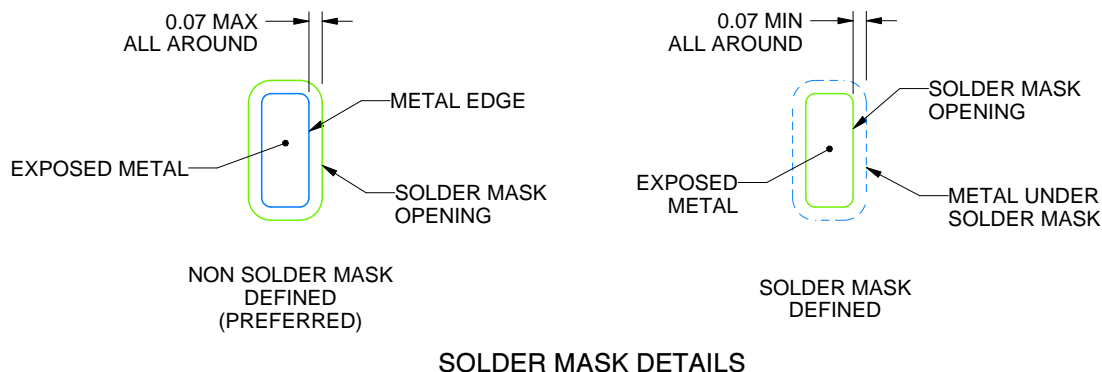 0.07 MAX
ALL AROUND
METAL EDGE
EXPOSED METAL
SOLDER MASK
OPENING
NON SOLDER MASK
DEFINED
(PREFERRED)
0.07 MIN
ALL AROUND
SOLDER MASK
OPENING
EXPOSED
METAL
METAL UNDER
SOLDER MASK
SOLDER MASK
DEFINED
SOLDER MASK DETAILS